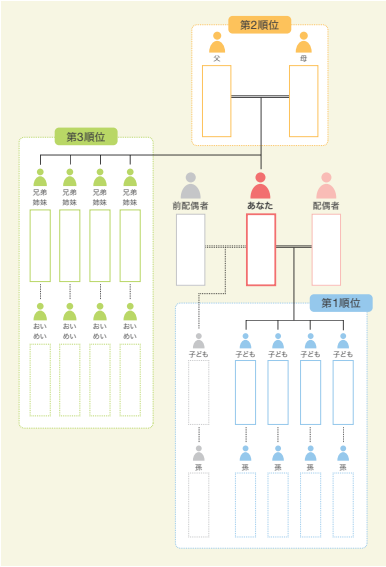 第2順位
父
母
第3順位
兄弟
姉妹
兄弟
姉妹
兄弟
姉妹
兄弟
姉妹
前配偶者
あなた
配偶者
おい
めい
おい
めい
おい
めい
おい
めい
第1順位
子ども
子ども
子ども
子ども
子ども
孫
孫
孫
孫
孫